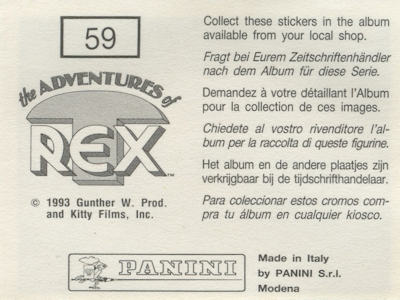 59
the ADVENTURES of
T-REX™
© 1993 Gunther W. Prod.
and Kitty Films, Inc.
Collect these stickers in the album
available from your local shop.
Fragt bei Eurem Zeitschriftenhändler
nach dem Album für diese Serie.
Demandez à votre détaillant l'Album
pour la collection de ces images.
Chiedete al vostro rivenditore l'al-
bum per la raccolta di queste figurine.
Het album en de andere plaatjes zijn
verkrijgbaar bij de tijdschrifthandelaar.
Para coleccionar estos cromos com-
pra tu álbum en cualquier kiosco.
PANINI
Made in Italy
by PANINI S.r.l.
Modena